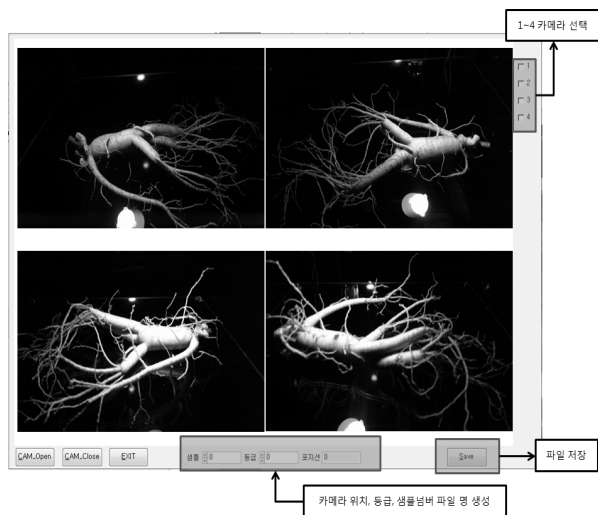 1~4 카메라 선택
1
2
3
4
CAM_Open
CAM_Close
EXIT
샘플
0
등급
0
포지션
0
Save
파일 저장
카메라 위치, 등급, 샘플넘버 파일 명 생성